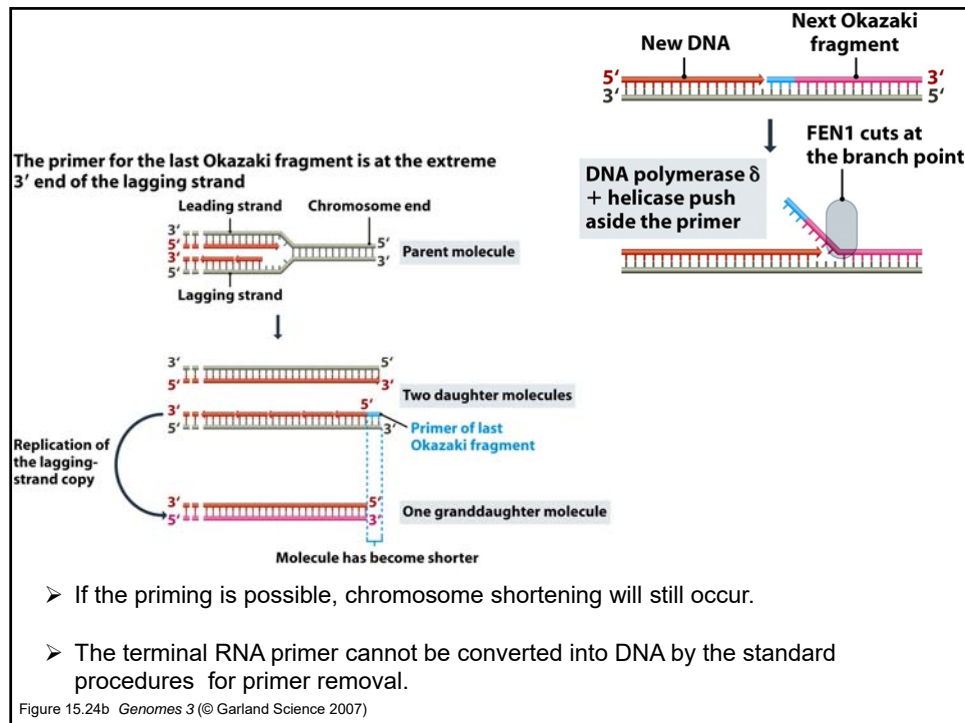 New DNA
Next Okazaki
fragment
5‘
3‘
3‘
5‘
FEN1 cuts at
the branch point
DNA polymerase δ
+ helicase push
aside the primer
The primer for the last Okazaki fragment is at the extreme
3’ end of the lagging strand
Leading strand
Chromosome end
3‘
5‘
3‘
5‘
5‘
3‘
Parent molecule
Lagging strand
3‘
5‘
5‘
3‘
Two daughter molecules
5‘
3‘
5‘
3‘
Primer of last
Okazaki fragment
Replication of
the lagging-
strand copy
3‘
5‘
5‘
3‘
One granddaughter molecule
Molecule has become shorter
➢ If the priming is possible, chromosome shortening will still occur.
➢ The terminal RNA primer cannot be converted into DNA by the standard
procedures for primer removal.
Figure 15.24b Genomes 3 (© Garland Science 2007)